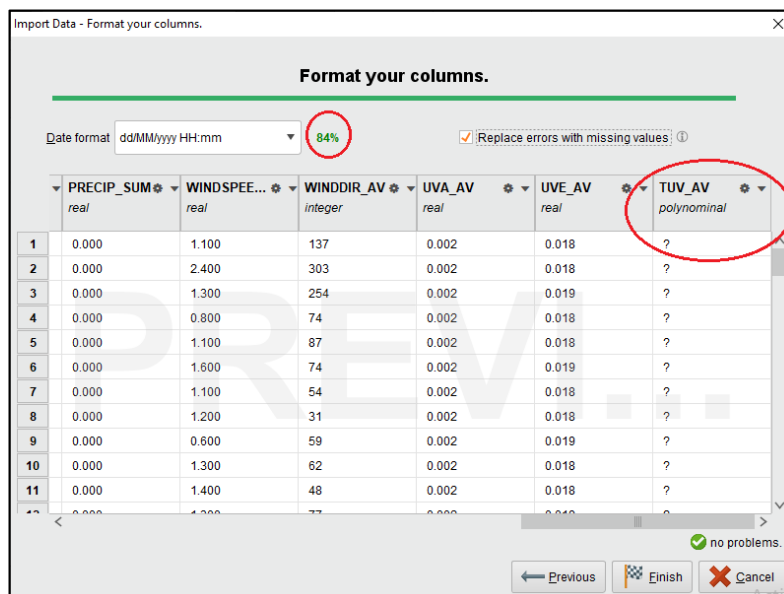 Import Data - Format your columns.
Format your columns.
Date format dd/MM/yyyy HH:mm 84% Replace errors with missing values
PRECIP_SUM WINDSPEE... WINDDIR_AV UVA_AV UVE_AV TUV_AV
real real integer real real polynominal
1 0.000 1.100 137 0.002 0.018 ?
2 0.000 2.400 303 0.002 0.018 ?
3 0.000 1.300 254 0.002 0.019 ?
4 0.000 0.800 74 0.002 0.018 ?
5 0.000 1.100 87 0.002 0.018 ?
6 0.000 1.600 74 0.002 0.019 ?
7 0.000 1.100 54 0.002 0.018 ?
8 0.000 1.200 31 0.002 0.018 ?
9 0.000 0.600 59 0.002 0.019 ?
10 0.000 1.300 62 0.002 0.018 ?
11 0.000 1.400 48 0.002 0.018 ?
PREVI...
no problems.
Previous Finish Cancel